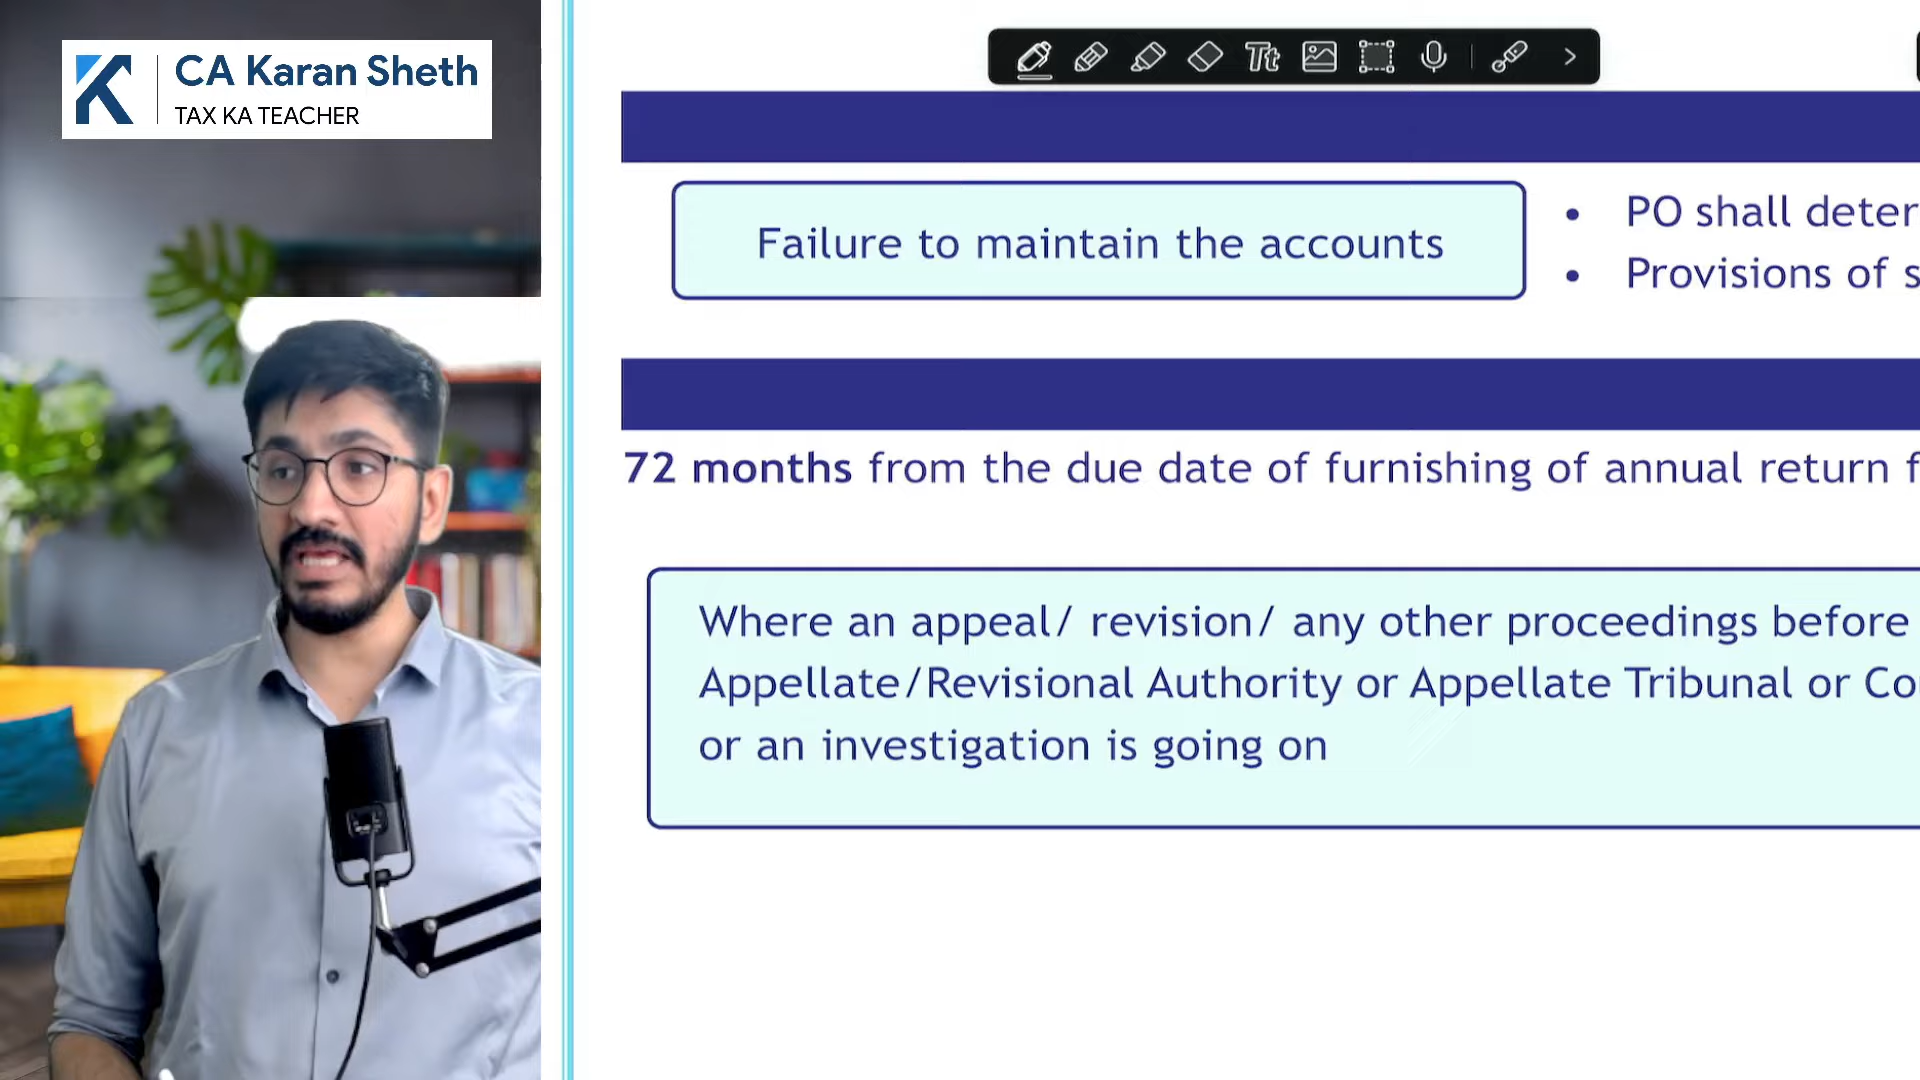 CA Karan Sheth
TAX KA TEACHER
Tt
Failure to maintain the accounts
• PO shall
• Provisions of
72 months from the due date of furnishing of annual return
Where an appeal/ revision/ any other proceedings before
Appellate/Revisional Authority or Appellate Tribunal or
or an investigation is going on